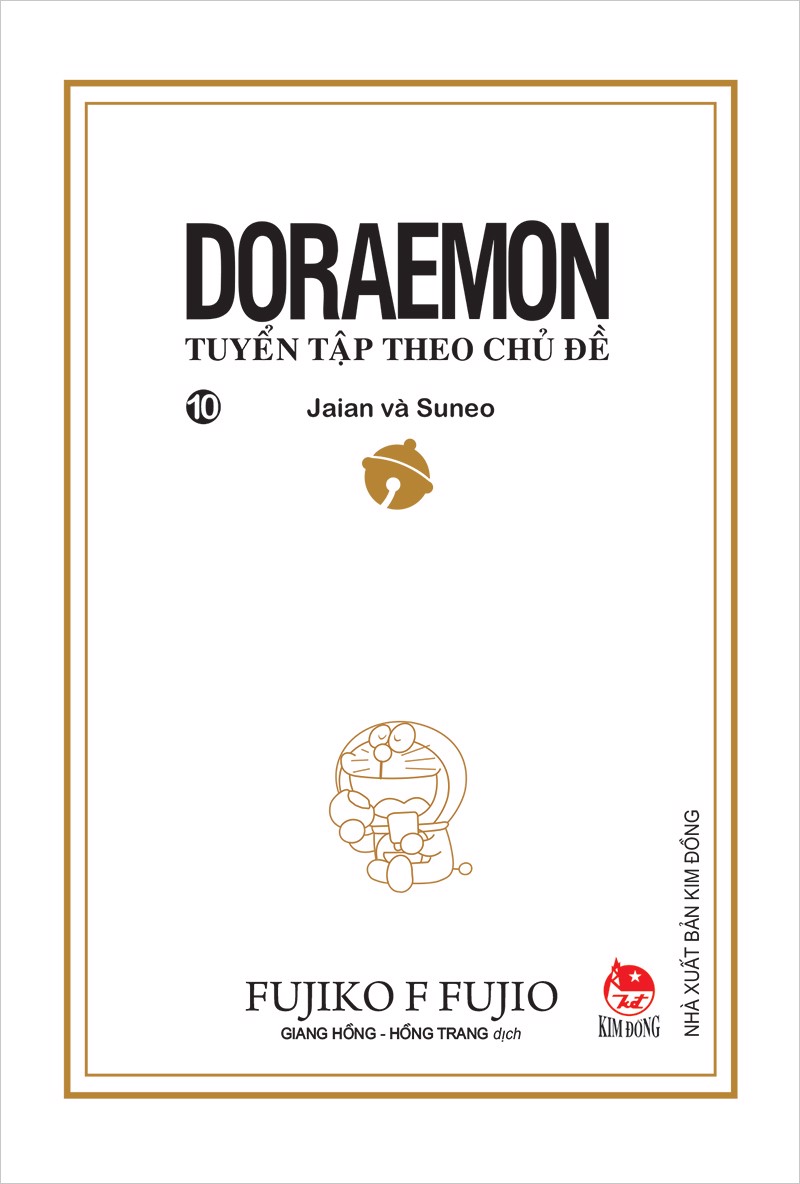 DORAEMON
TUYỂN TẬP THEO CHỦ ĐỀ
10 Jaian và Suneo
FUJIKO F FUJIO
GIANG HỒNG - HỒNG TRANG dịch
Kết
KIM ĐỒNG
NHÀ XUẤT BẢN KIM ĐỒNG